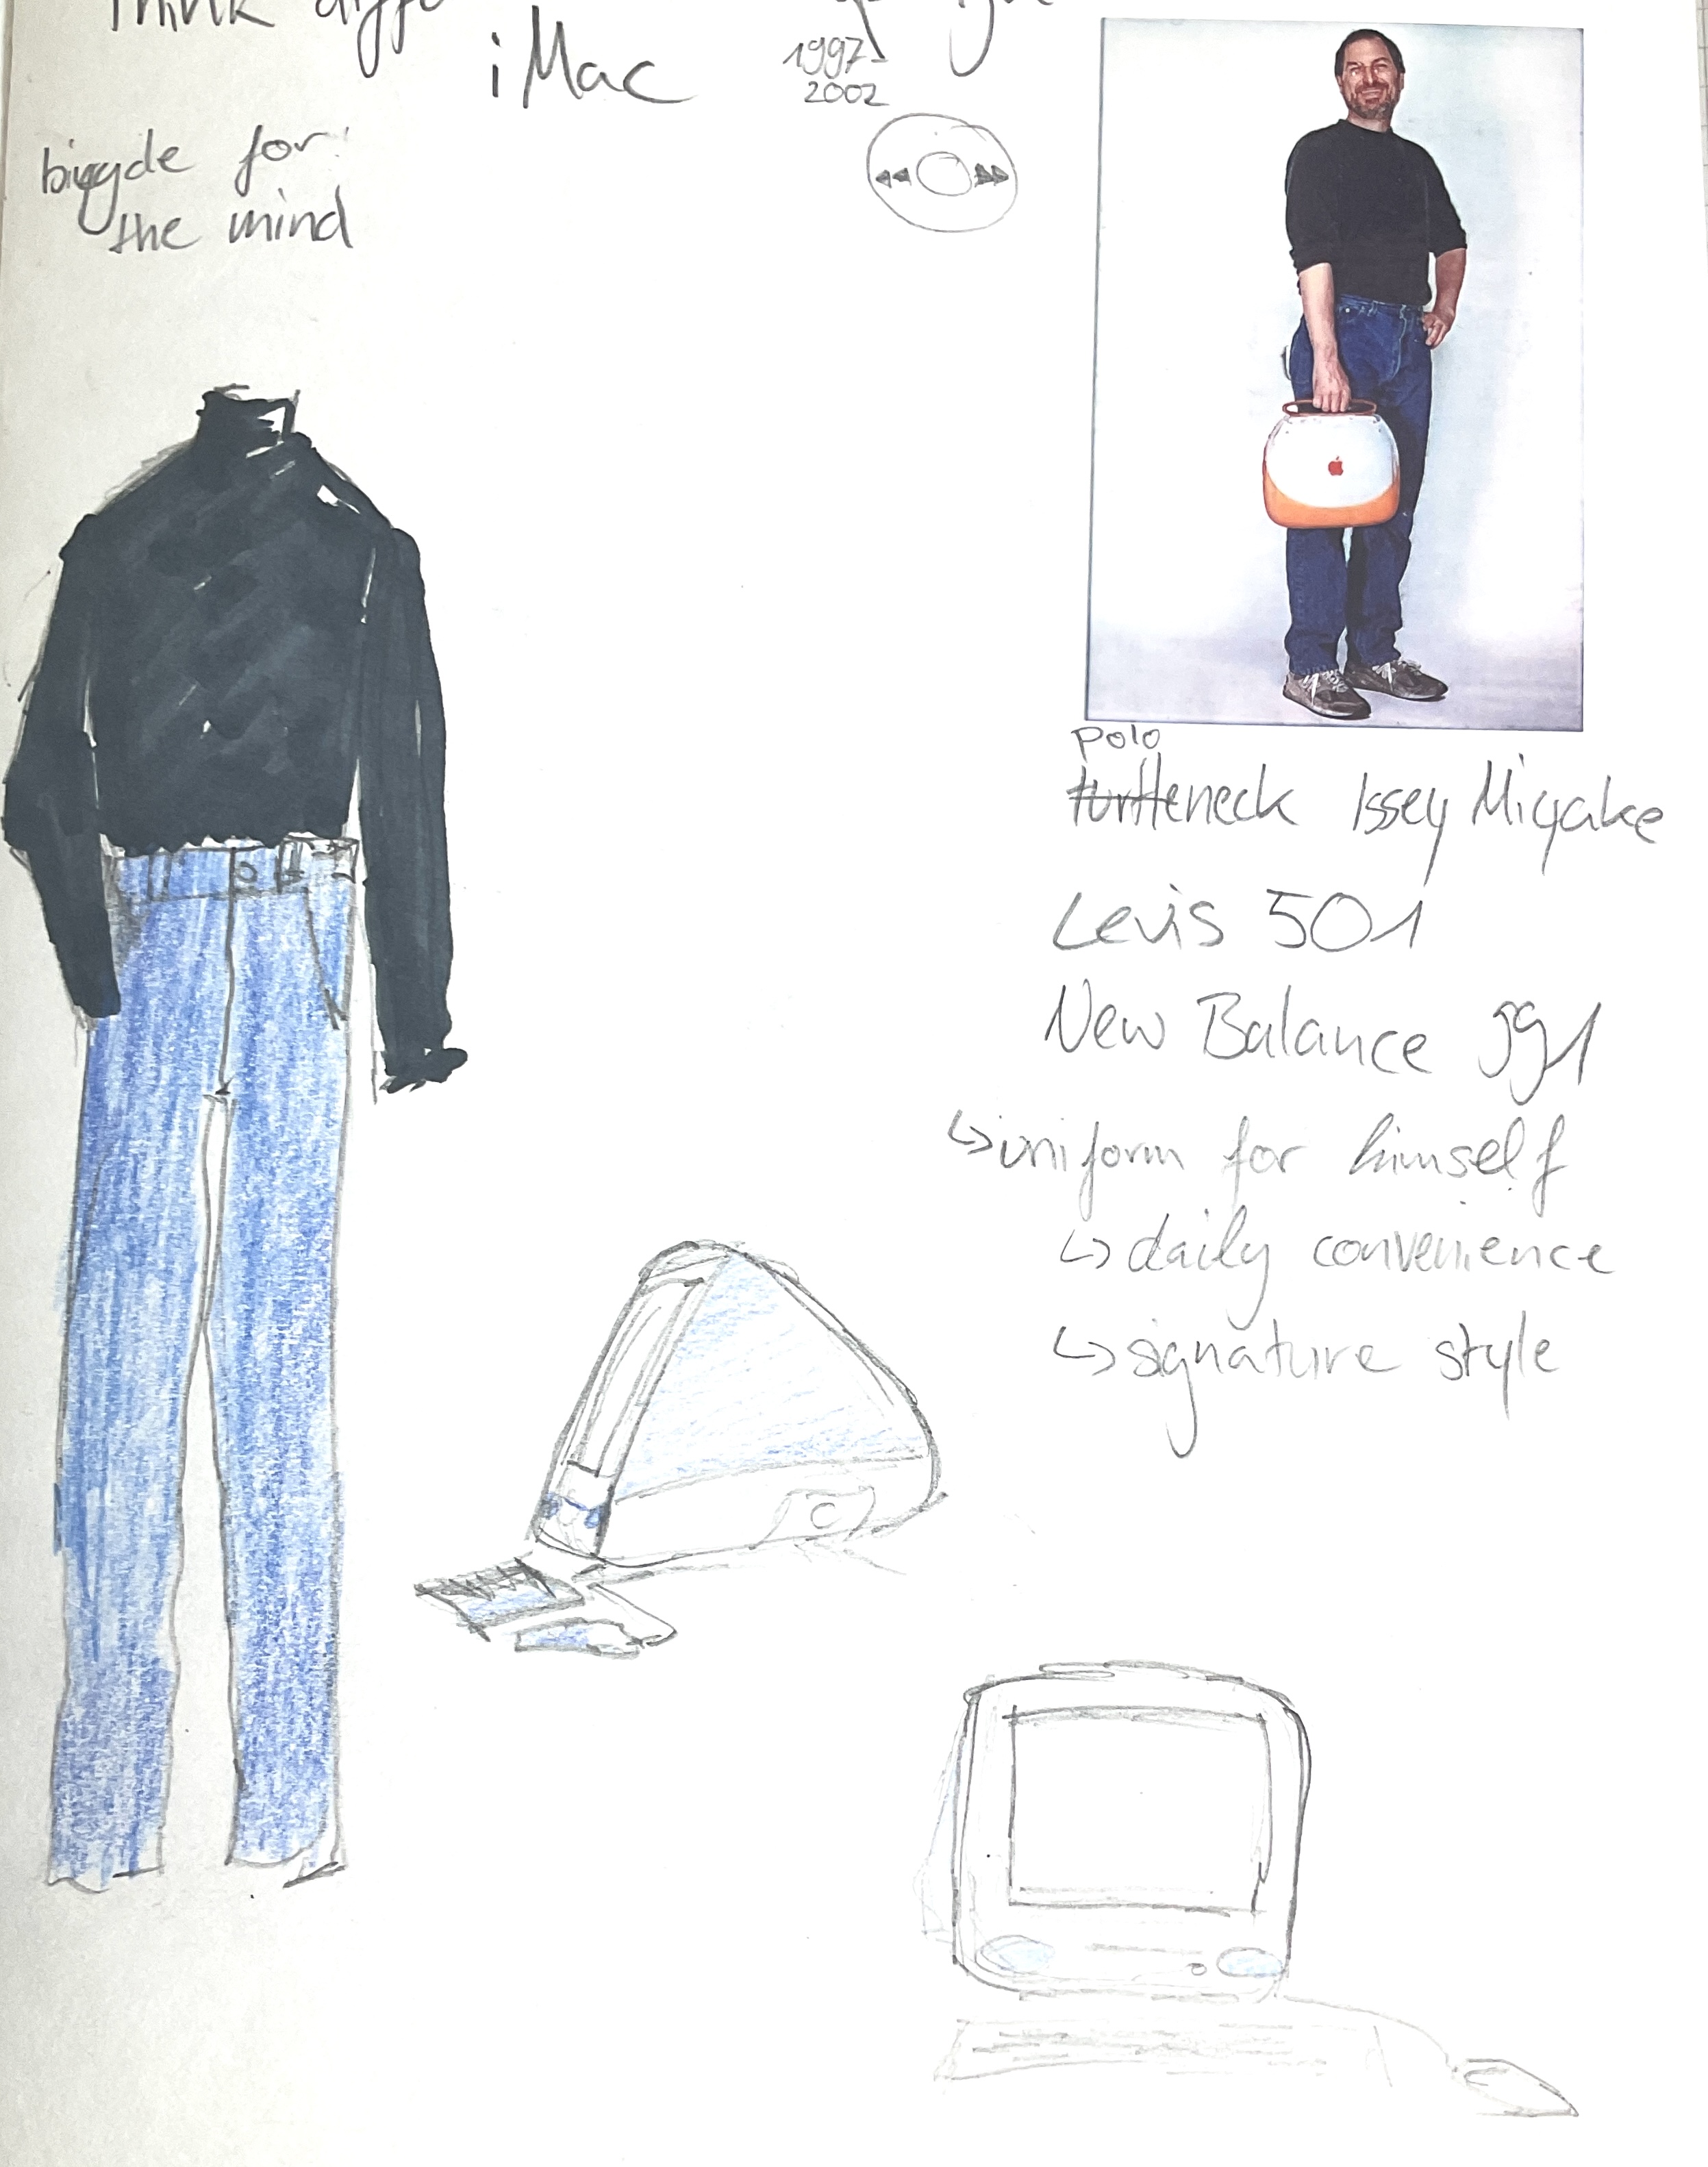 Think
iMac
1997-
2002
bicycle for
the mind
polo
turtleneck Issey Miyake
Levis 501
New Balance 991
↳ uniform for himself
↳ daily convenience
↳ signature style